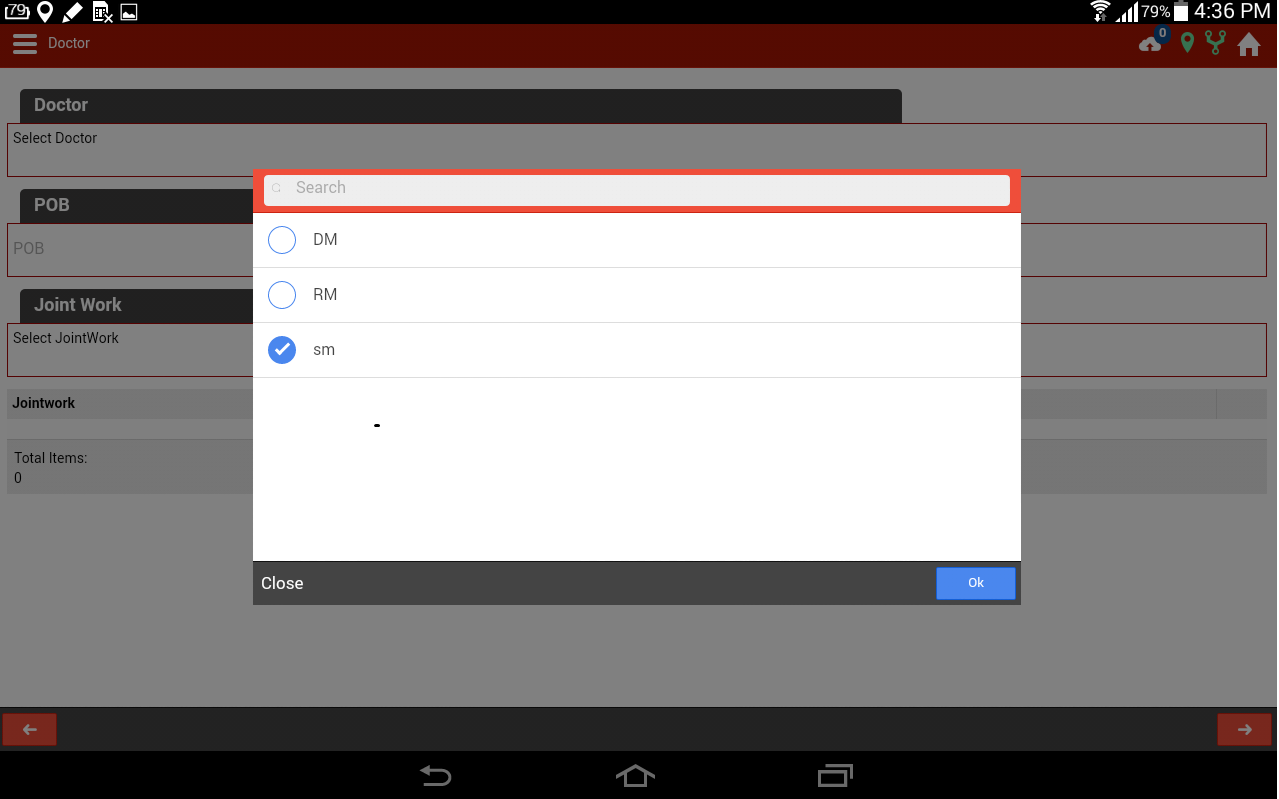 79
79%
4:36 PM
Doctor
0
Doctor
Select Doctor
POB
POB
Joint Work
Select JointWork
Jointwork
Total Items:
0
Search
DM
RM
sm
Close
Ok